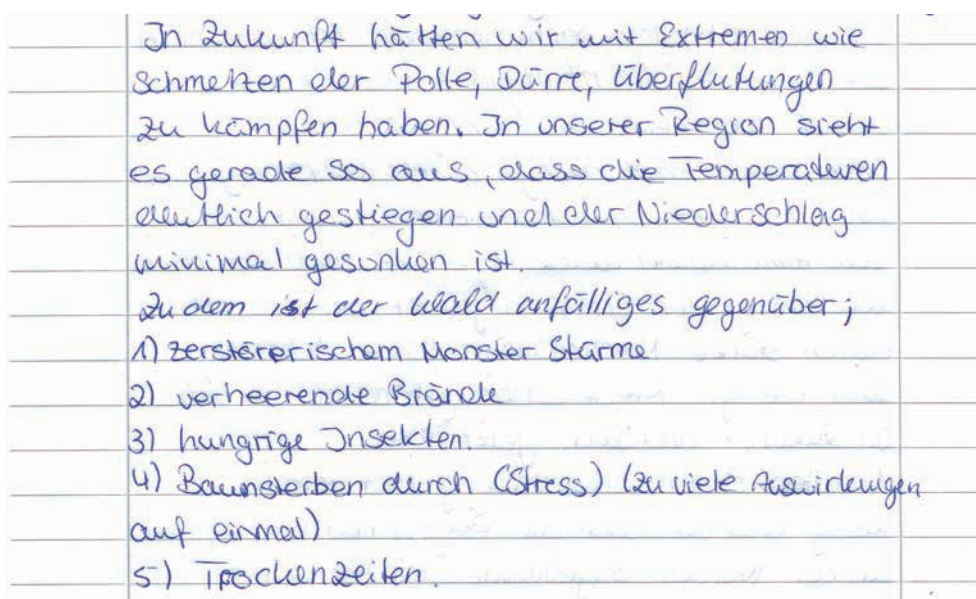 In Zukunft hätten wir mit Extremen wie
schmelzen der Polle, Dürre, Überflutungen
zu kämpfen haben. In unserer Region sieht
es gerade so aus, dass die Temperaturen
deutlich gestiegen und der Niederschlag
minimal gesunken ist.
Zu dem ist der Wald anfälliges gegenüber;
1) zerstörerischem Monster Stürme
2) verheerende Brände
3) hungrige Insekten.
4) Baumsterben durch (Stress) (zu viele Auswirkungen
auf einmal)
5) Trockenzeiten.